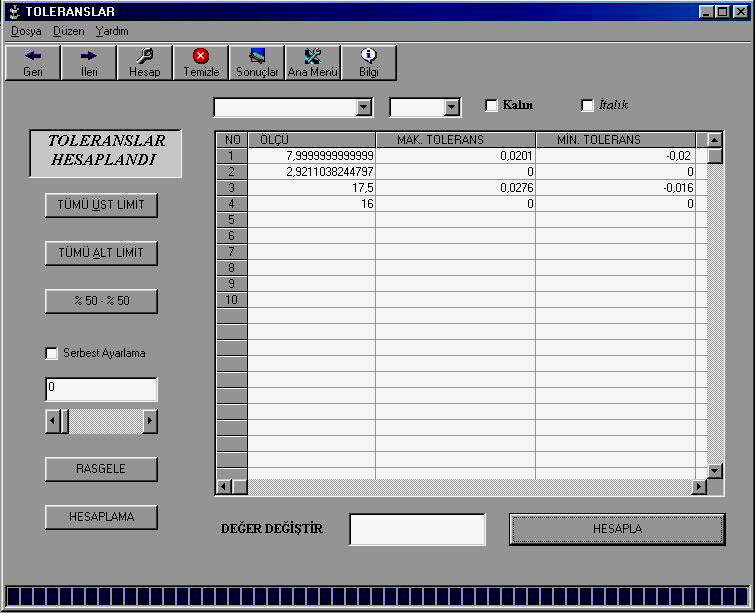 TOLERANSLAR
Dosya Düzen Yardım
Geri İleri Hesap Temizle Sonuçlar Ana Menü Bilgi
Kalın İtalik
TOLERANSLAR
HESAPLANDI
TÜMÜ ÜST LİMİT
TÜMÜ ALT LİMİT
% 50 - % 50
Serbest Ayarlama
0
RASGELE
HESAPLAMA
NO ÖLÇÜ MAK. TOLERANS MİN. TOLERANS
1 7,9999999999999 0,0201 -0,02
2 2,9211038244797 0 0
3 17,5 0,0276 -0,016
4 16 0 0
5
6
7
8
9
10
DEĞER DEĞİŞTİR HESAPLA